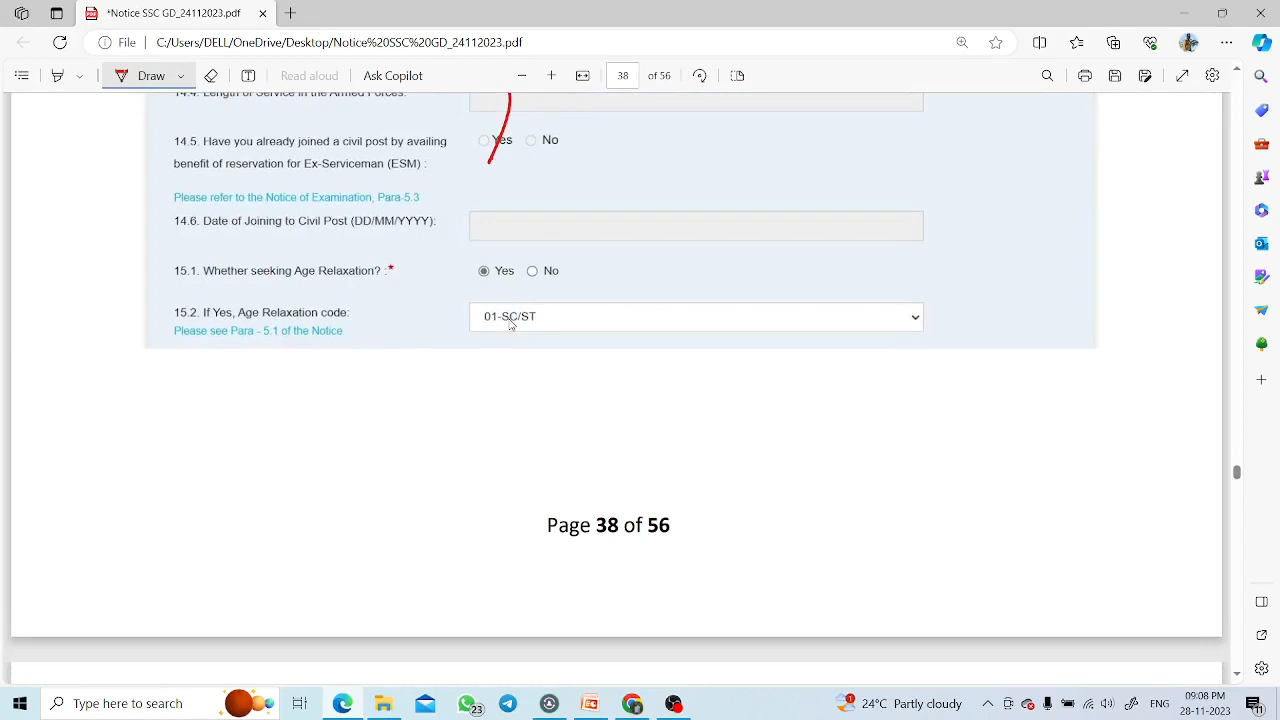 *Notice SSC GD_24112023.pdf
File C:/Users/DELL/OneDrive/Desktop/Notice%20SSC%20GD_24112023.pdf
Draw Read aloud Ask Copilot 38 of 56
14.4. Length of Service in the Armed Forces:
14.5. Have you already joined a civil post by availing Yes No
benefit of reservation for Ex-Serviceman (ESM) :
Please refer to the Notice of Examination, Para-5.3
14.6. Date of Joining to Civil Post (DD/MM/YYYY):
15.1. Whether seeking Age Relaxation? :* Yes No
15.2. If Yes, Age Relaxation code: 01-SC/ST
Please see Para - 5.1 of the Notice
Page 38 of 56
Type here to search 23 1 24°C Partly cloudy ENG 09:08 PM
28-11-2023 11